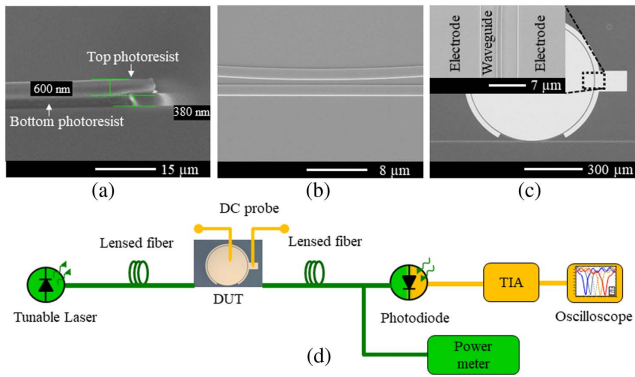 Top photoresist
600 nm
Bottom photoresist
380 nm
15 µm
(a)
8 µm
(b)
Electrode
Waveguide
Electrode
7 µm
300 µm
(c)
DC probe
Lensed fiber
Lensed fiber
DUT
Tunable Laser
Photodiode
TIA
Oscilloscope
Power
meter
(d)